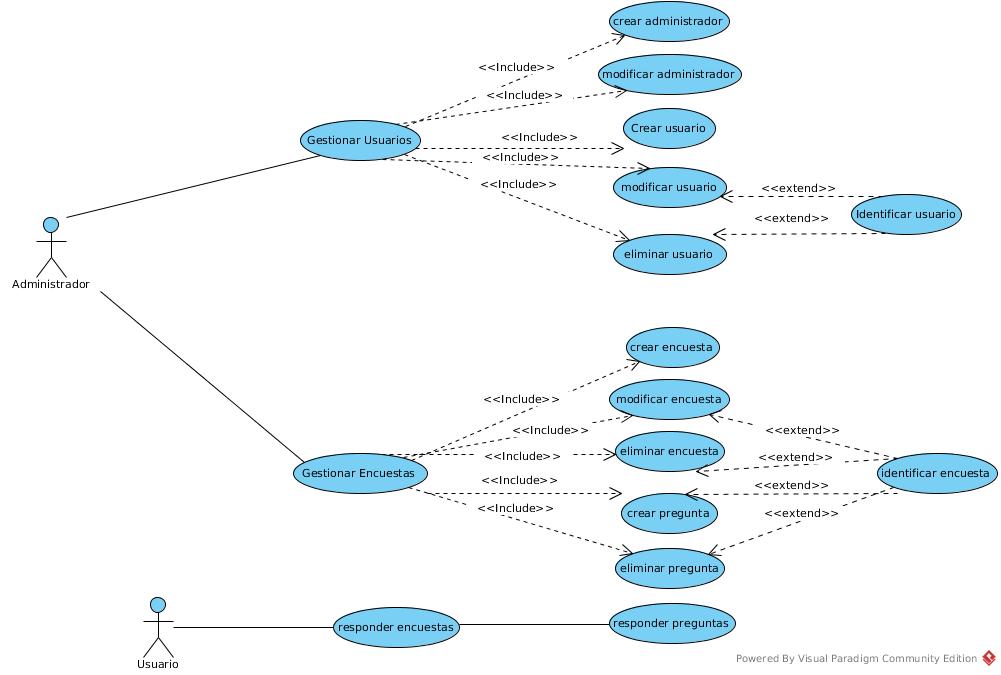 crear administrador
<<Include>>
modificar administrador
<<Include>>
Crear usuario
Gestionar Usuarios
<<Include>>
<<Include>>
<<Include>>
modificar usuario
<<extend>>
Identificar usuario
<<extend>>
eliminar usuario
Administrador
crear encuesta
<<Include>>
modificar encuesta
<<Include>>
<<extend>>
eliminar encuesta
<<Include>>
<<extend>>
Gestionar Encuestas
identificar encuesta
<<Include>>
<<extend>>
<<Include>>
crear pregunta
<<extend>>
eliminar pregunta
responder encuestas
responder preguntas
Usuario
Powered By Visual Paradigm Community Edition